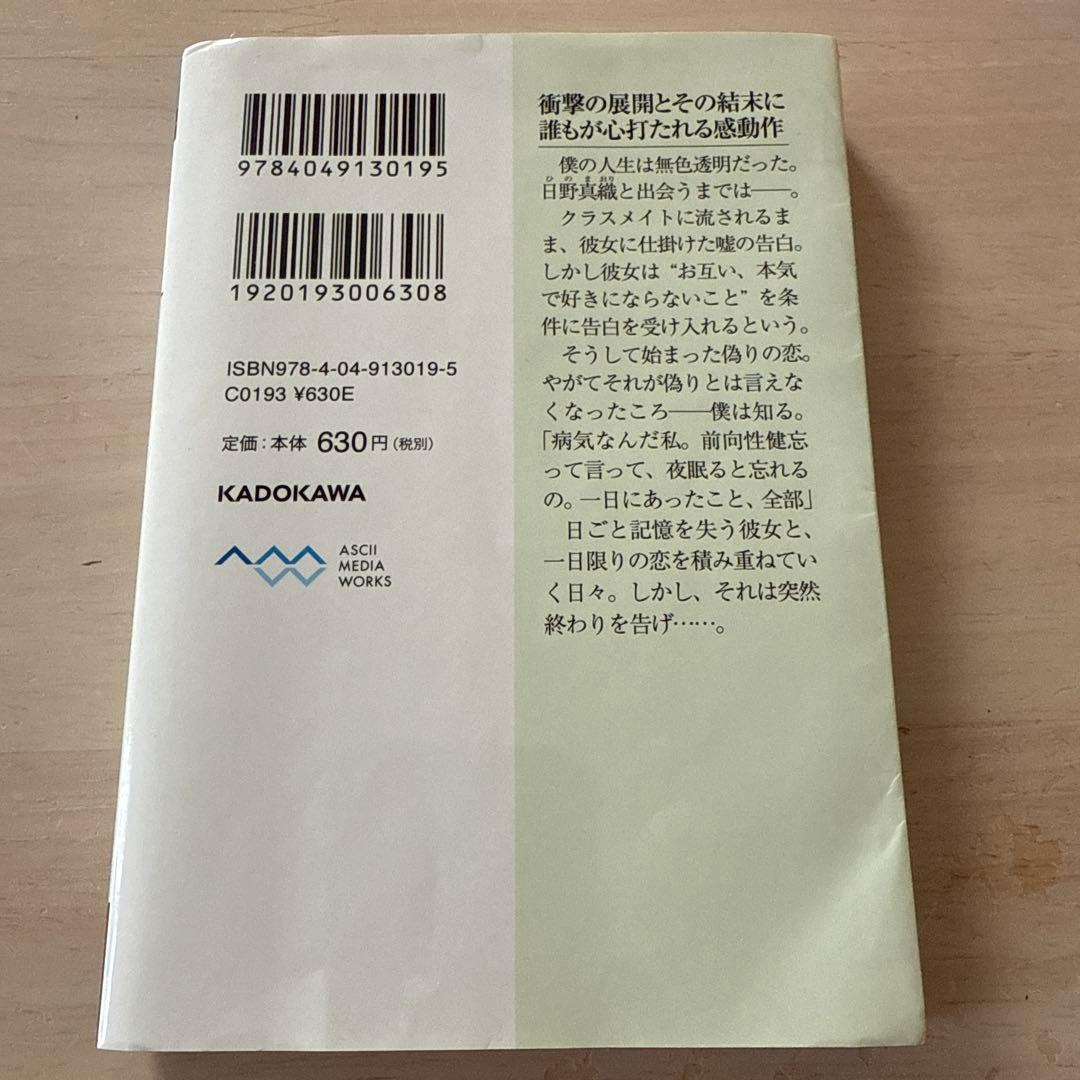 9784049130195
1920193006308
ISBN978-4-04-913019-5
C0193 ¥630E
定価：本体 630円（税別）
KADOKAWA
ASCII
MEDIA
WORKS
衝撃の展開とその結末に
誰もが心打たれる感動作
僕の人生は無色透明だった。
ひのまおり
日野真織と出会うまでは――。
クラスメイトに流されるま
ま、彼女に仕掛けた嘘の告白。
しかし彼女は“お互い、本気
で好きにならないこと”を条
件に告白を受け入れるという。
そうして始まった偽りの恋。
やがてそれが偽りとは言えな
くなったころ――僕は知る。
「病気なんだ私。前向性健忘
って言って、夜眠ると忘れる
の。一日にあったこと、全部」
日ごと記憶を失う彼女と、
一日限りの恋を積み重ねてい
く日々。しかし、それは突然
終わりを告げ……。